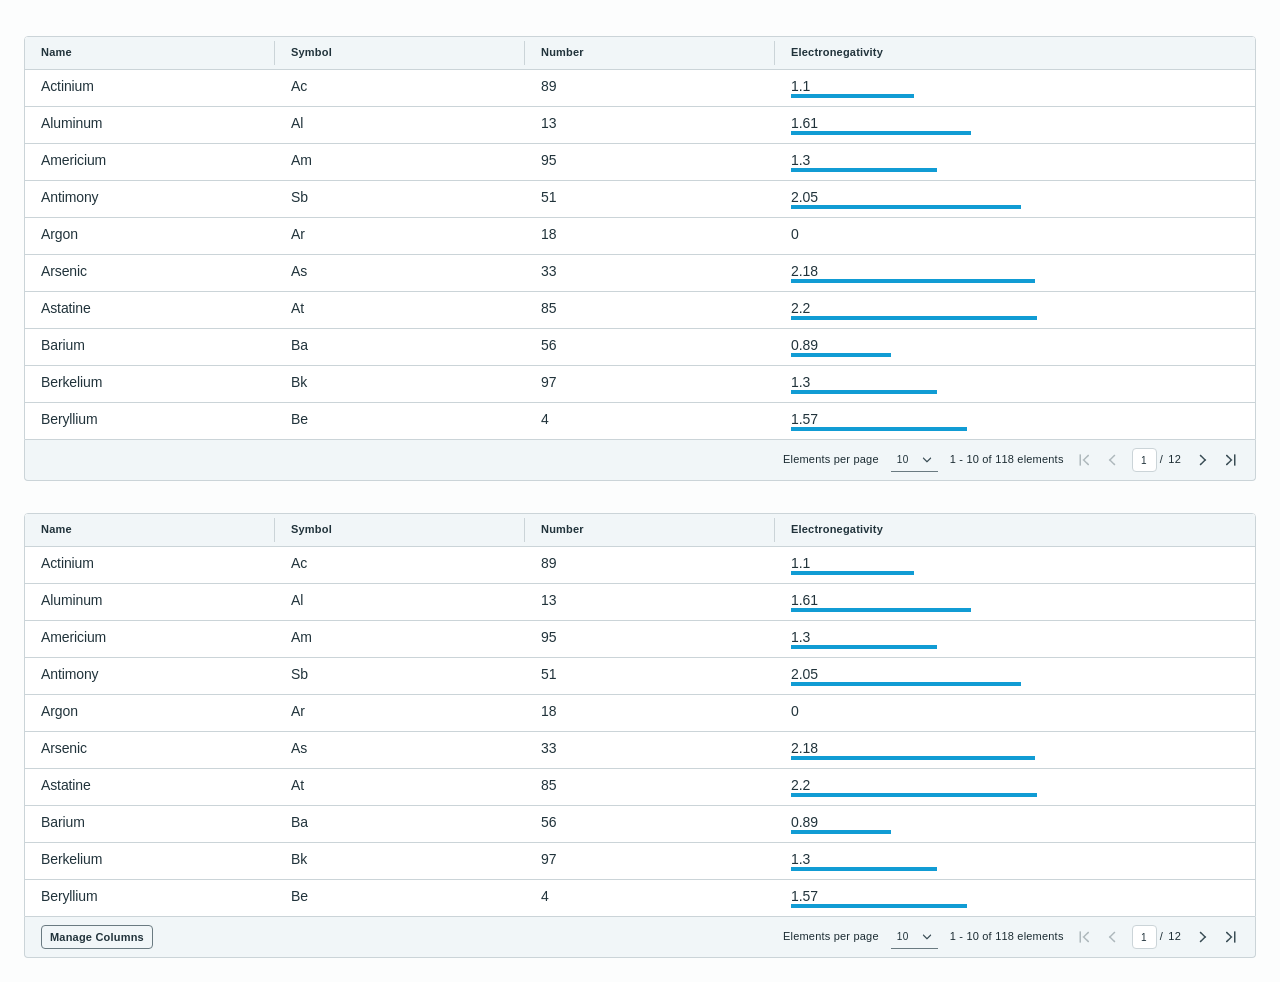 Name Symbol Number Electronegativity
Actinium Ac 89 1.1
Aluminum Al 13 1.61
Americium Am 95 1.3
Antimony Sb 51 2.05
Argon Ar 18 0
Arsenic As 33 2.18
Astatine At 85 2.2
Barium Ba 56 0.89
Berkelium Bk 97 1.3
Beryllium Be 4 1.57
Elements per page 10 1 - 10 of 118 elements 1 / 12
Name Symbol Number Electronegativity
Actinium Ac 89 1.1
Aluminum Al 13 1.61
Americium Am 95 1.3
Antimony Sb 51 2.05
Argon Ar 18 0
Arsenic As 33 2.18
Astatine At 85 2.2
Barium Ba 56 0.89
Berkelium Bk 97 1.3
Beryllium Be 4 1.57
Manage Columns Elements per page 10 1 - 10 of 118 elements 1 / 12